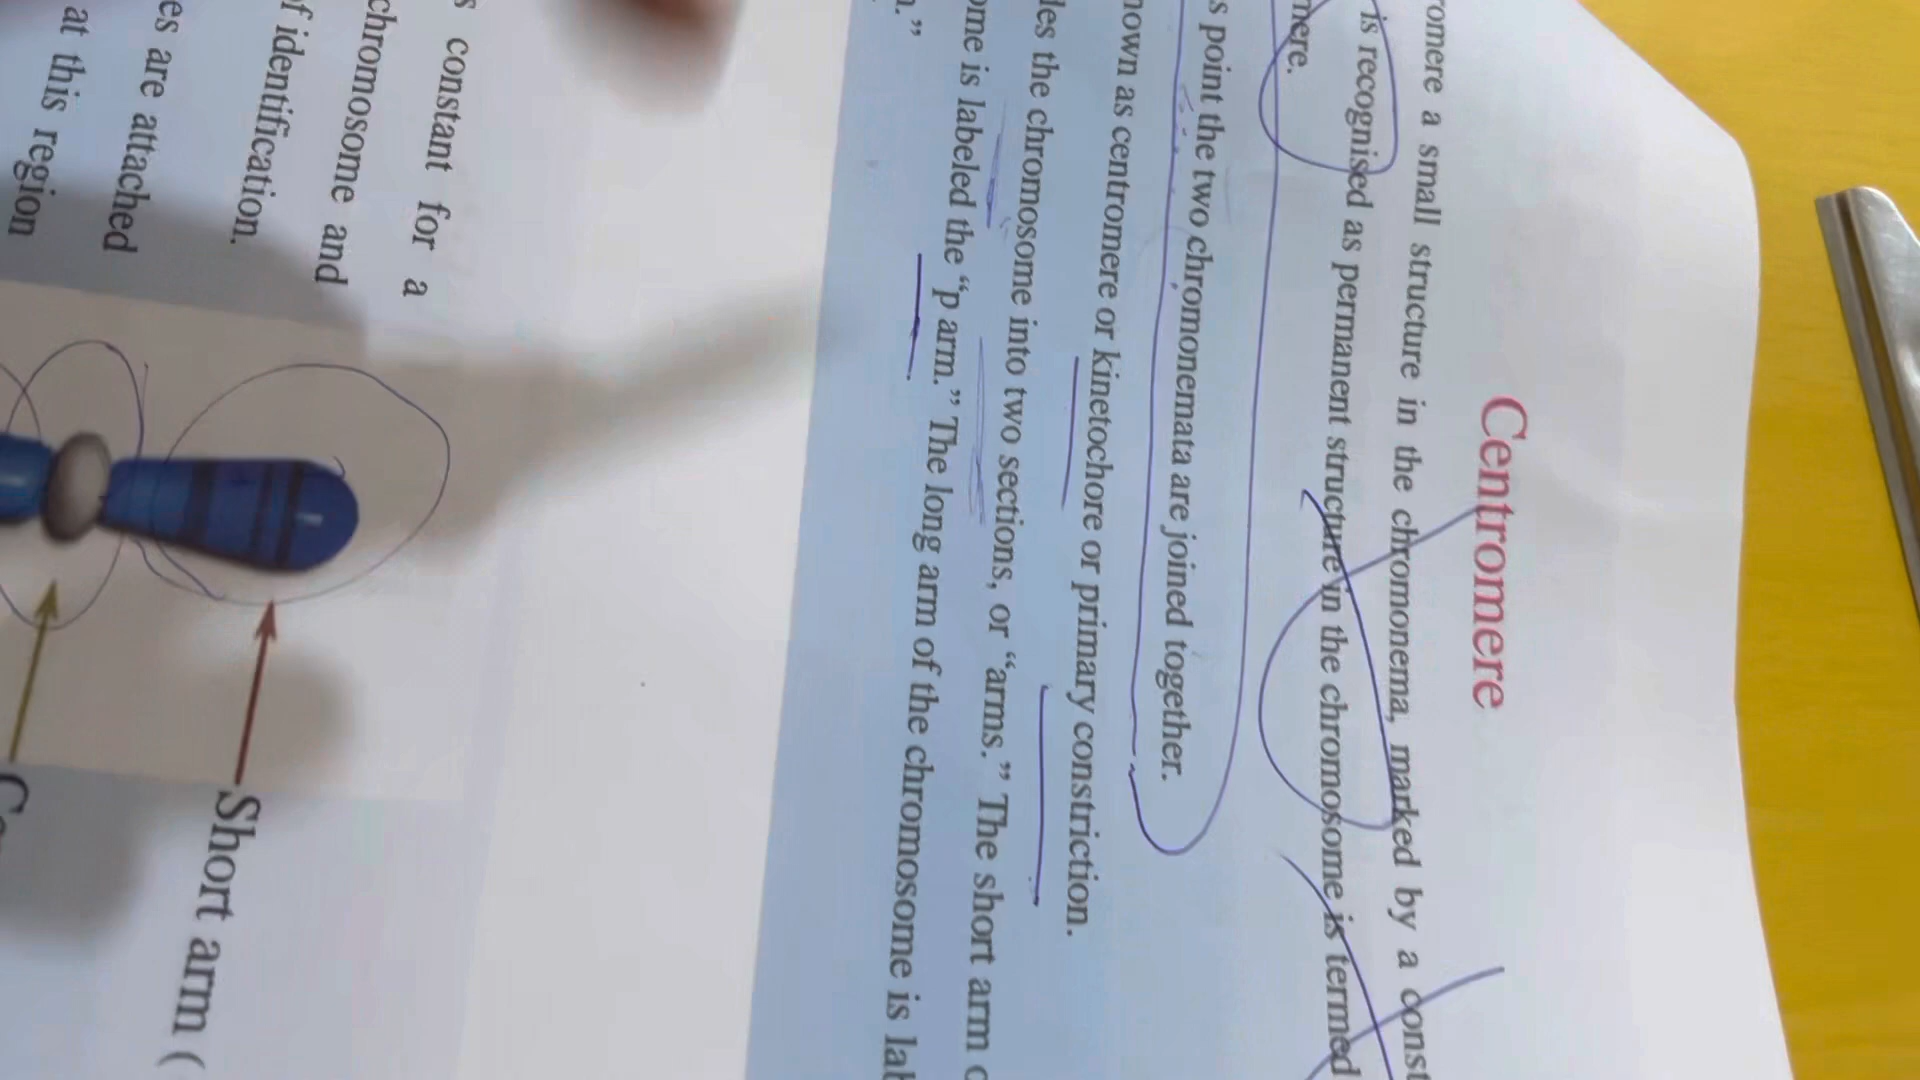 Centromere
romere a small structure in the chromonema, marked by a const
is recognised as permanent structure in the chromosome is termed
mere.
s point the two chromonemata are joined together.
nown as centromere or kinetochore or primary constriction.
des the chromosome into two sections, or “arms.” The short arm o
ome is labeled the “p arm.” The long arm of the chromosome is lab
.”
s constant for a
chromosome and
f identification.
es are attached
at this region
Short arm (